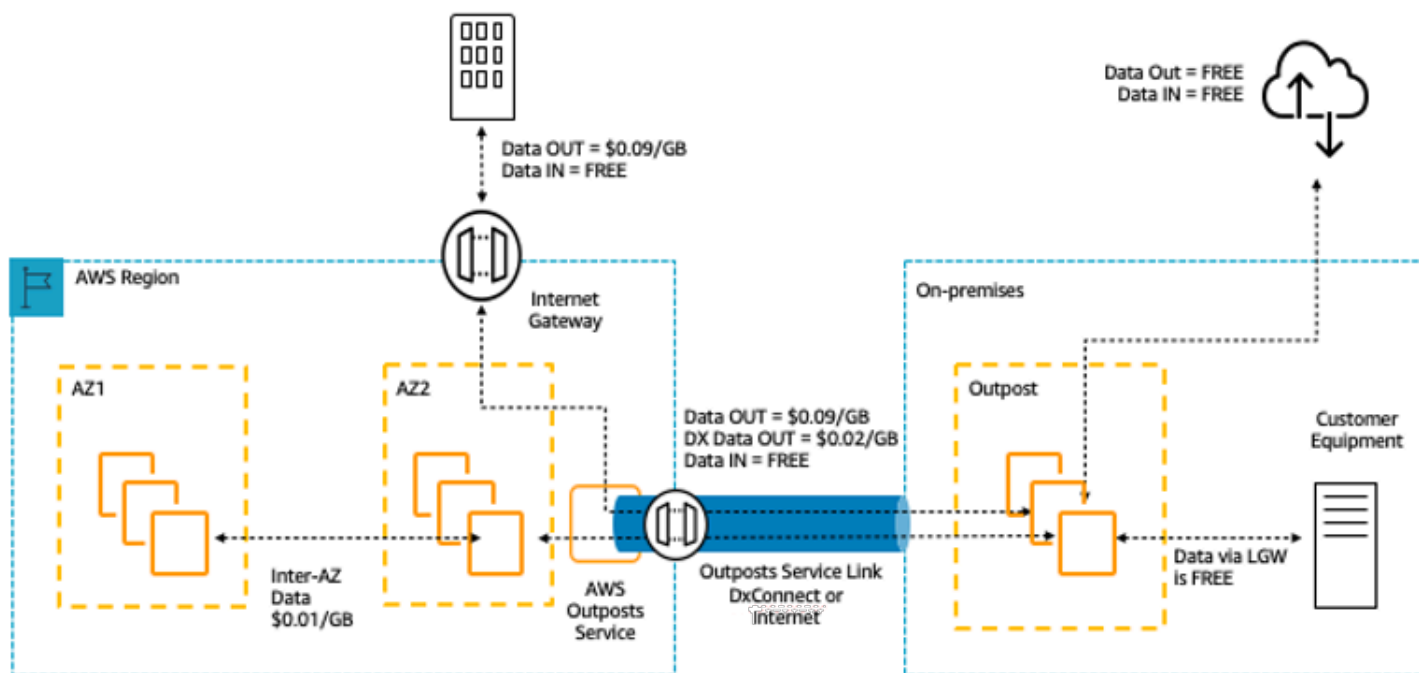 Data Out = FREE
Data IN = FREE
Data OUT = $0.09/GB
Data IN = FREE
AWS Region
Internet
Gateway
On-premises
AZ1
AZ2
Outpost
Data OUT = $0.09/GB
DX Data OUT = $0.02/GB
Data IN = FREE
Customer
Equipment
Inter-AZ
Data
$0.01/GB
AWS
Outposts
Service
Outposts Service Link
DxConnect or
Internet
Data via LGW
is FREE